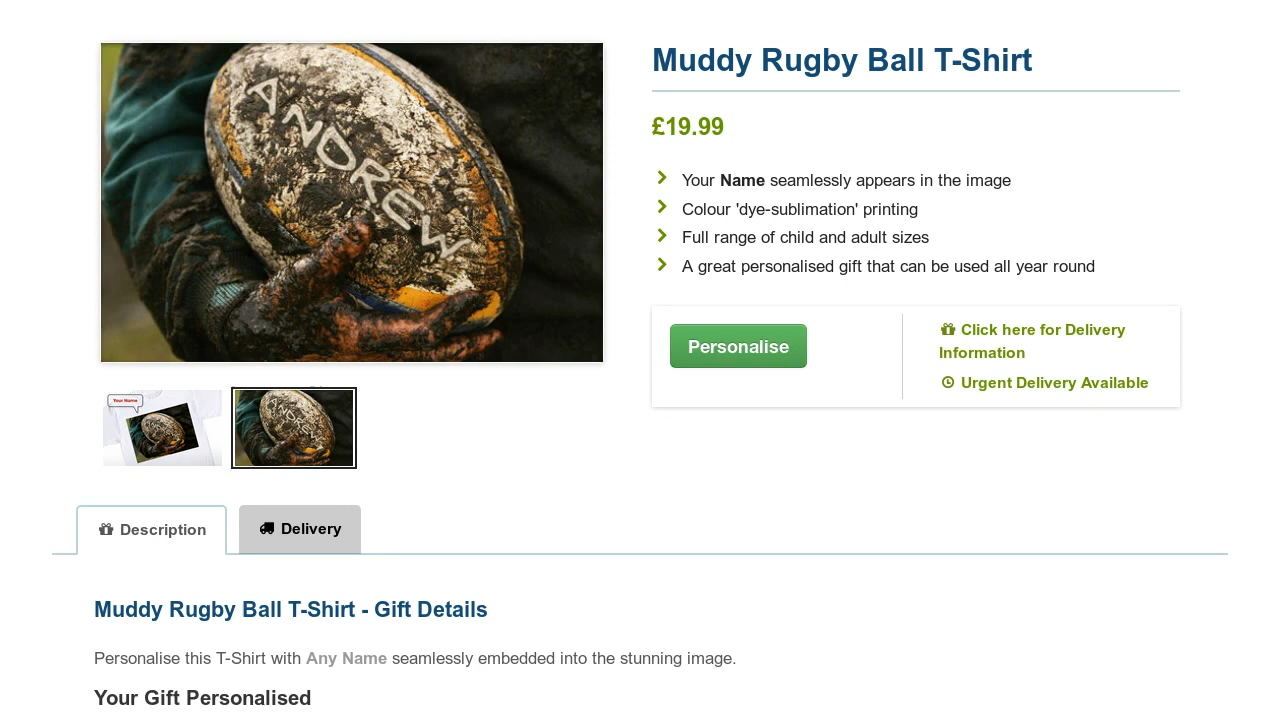 ANDREW
Muddy Rugby Ball T-Shirt
£19.99
Your Name seamlessly appears in the image
Colour 'dye-sublimation' printing
Full range of child and adult sizes
A great personalised gift that can be used all year round
Personalise
Click here for Delivery
Information
Urgent Delivery Available
Your Name
ANDREW
Description
Delivery
Muddy Rugby Ball T-Shirt - Gift Details
Personalise this T-Shirt with Any Name seamlessly embedded into the stunning image.
Your Gift Personalised